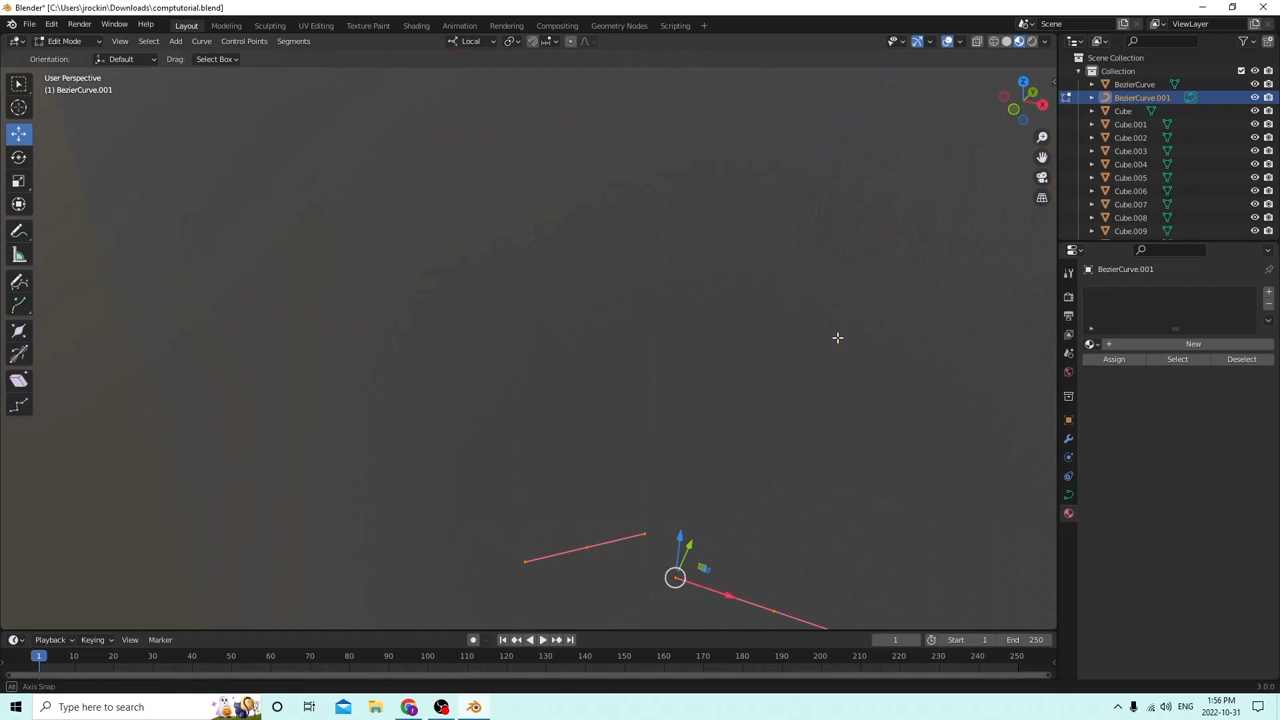 Blender* [C:\Users\jrockin\Downloads\comptutorial.blend]
File Edit Render Window Help Layout Modeling Sculpting UV Editing Texture Paint Shading Animation Rendering Compositing Geometry Nodes Scripting + Scene ViewLayer
Edit Mode View Select Add Curve Control Points Segments Local
Orientation: Default Drag: Select Box
User Perspective
(1) BezierCurve.001
Z
Y
X
Scene Collection
Collection
BezierCurve
BezierCurve.001
Cube
Cube.001
Cube.002
Cube.003
Cube.004
Cube.005
Cube.006
Cube.007
Cube.008
Cube.009
BezierCurve.001
New
Assign Select Deselect
Playback Keying View Marker 1 Start 1 End 250
1 10 20 30 40 50 60 70 80 90 100 110 120 130 140 150 160 170 180 190 200 210 220 230 240 250
Alt Axis Snap 3.0.0
Type here to search ENG 1:56 PM 2022-10-31